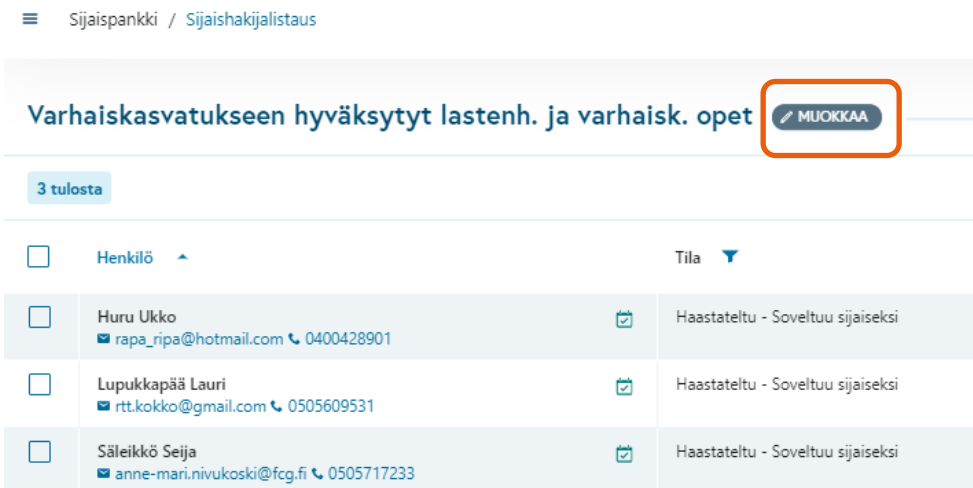 Sijaispankki / Sijaishakijalistaus
Varhaiskasvatukseen hyväksytyt lastenh. ja varhaisk. opet MUOKKAA
3 tulosta
Henkilö Tila
Huru Ukko Haastateltu - Soveltuu sijaiseksi
rapa_ripa@hotmail.com 0400428901
Lupukkapää Lauri Haastateltu - Soveltuu sijaiseksi
rtt.kokko@gmail.com 0505609531
Säleikkö Seija Haastateltu - Soveltuu sijaiseksi
anne-mari.nivukoski@fcg.fi 0505717233